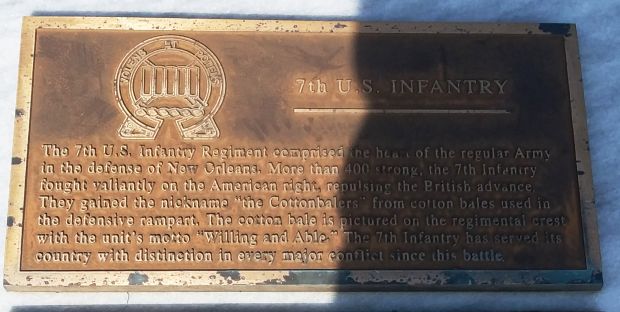 VOLENS ET POTENS
7th U.S. INFANTRY
The 7th U.S. Infantry Regiment comprised the heart of the regular Army
in the defense of New Orleans. More than 400 strong, the 7th Infantry
fought valiantly on the American right, repulsing the British advance.
They gained the nickname "the Cottonbalers" from cotton bales used in
the defensive rampart. The cotton bale is pictured on the regimental crest
with the unit's motto "Willing and Able." The 7th Infantry has served its
country with distinction in every major conflict since this battle.